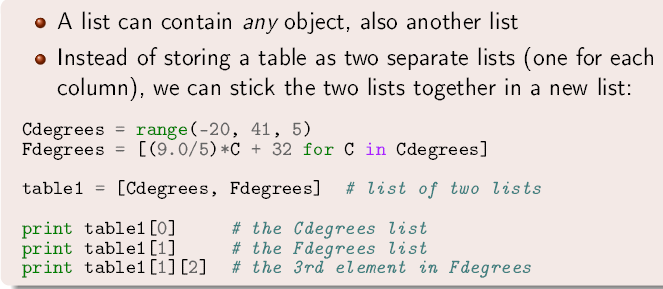 A list can contain any object, also another list
Instead of storing a table as two separate lists (one for each
column), we can stick the two lists together in a new list:
Cdegrees = range(-20, 41, 5)
Fdegrees = [(9.0/5)*C + 32 for C in Cdegrees]
table1 = [Cdegrees, Fdegrees]  # list of two lists
print table1[0]     # the Cdegrees list
print table1[1]     # the Fdegrees list
print table1[1][2]  # the 3rd element in Fdegrees